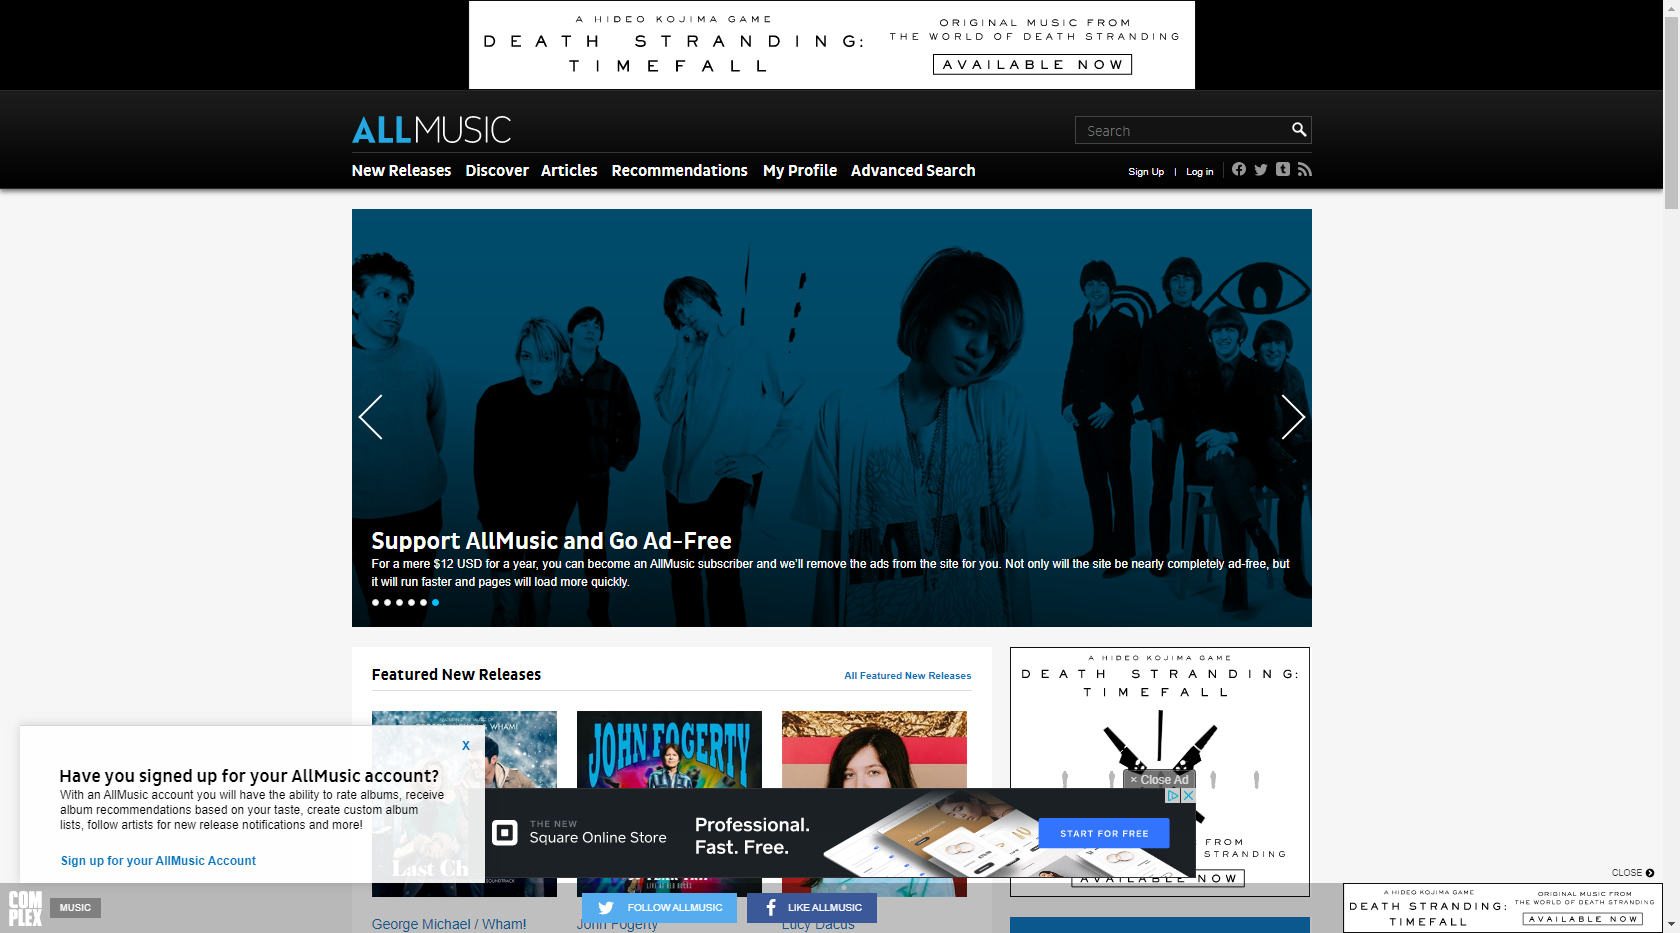 A HIDEO KOJIMA GAME
DEATH STRANDING:
TIMEFALL
ORIGINAL MUSIC FROM
THE WORLD OF DEATH STRANDING
AVAILABLE NOW
ALLMUSIC
Search
New Releases Discover Articles Recommendations My Profile Advanced Search
Sign Up | Log in
Support AllMusic and Go Ad-Free
For a mere $12 USD for a year, you can become an AllMusic subscriber and we'll remove the ads from the site for you. Not only will the site be nearly completely ad-free, but
it will run faster and pages will load more quickly.
Featured New Releases
All Featured New Releases
A HIDEO KOJIMA GAME
DEATH STRANDING:
TIMEFALL
JOHN FOGERTY
LIVE AT RED ROCKS
X
Have you signed up for your AllMusic account?
With an AllMusic account you will have the ability to rate albums, receive
album recommendations based on your taste, create custom album
lists, follow artists for new release notifications and more!
Sign up for your AllMusic Account
Last Ch
SOUNDTRACK
× Close Ad
THE NEW
Square Online Store
Professional.
Fast. Free.
START FOR FREE
FROM
STRANDING
AVAILABLE NOW
George Michael / Wham!
John Fogerty
Lucy Dacus
COMPLEX
MUSIC
FOLLOW ALLMUSIC
LIKE ALLMUSIC
CLOSE
A HIDEO KOJIMA GAME
DEATH STRANDING:
TIMEFALL
ORIGINAL MUSIC FROM
THE WORLD OF DEATH STRANDING
AVAILABLE NOW